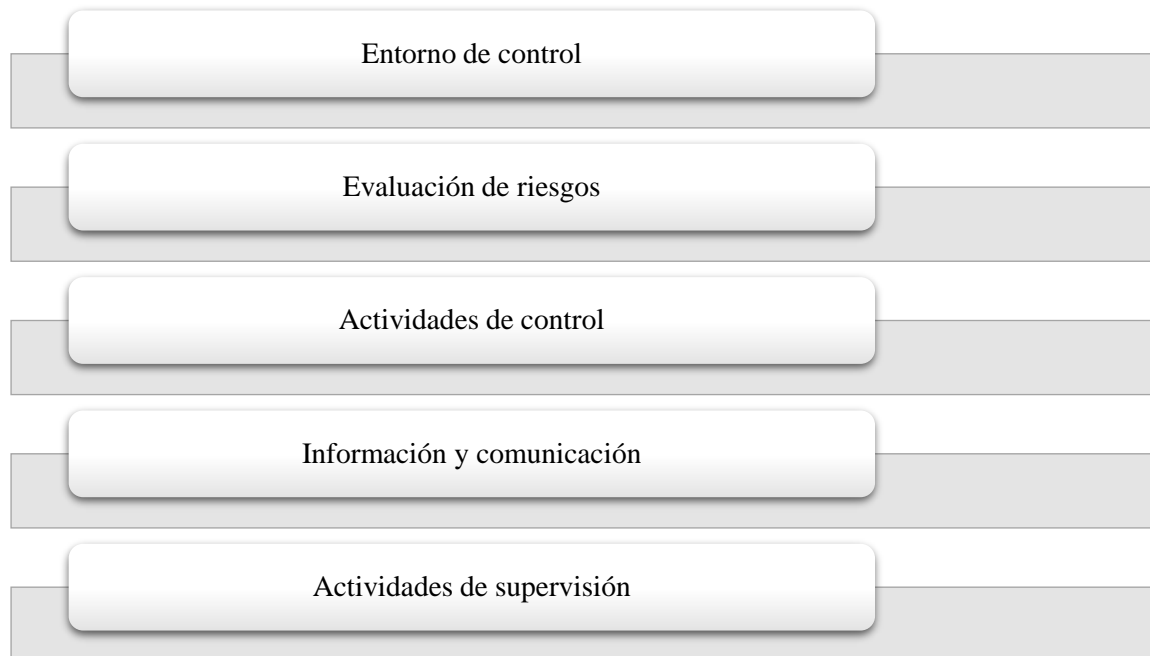 Entorno de control
Evaluación de riesgos
Actividades de control
Información y comunicación
Actividades de supervisión